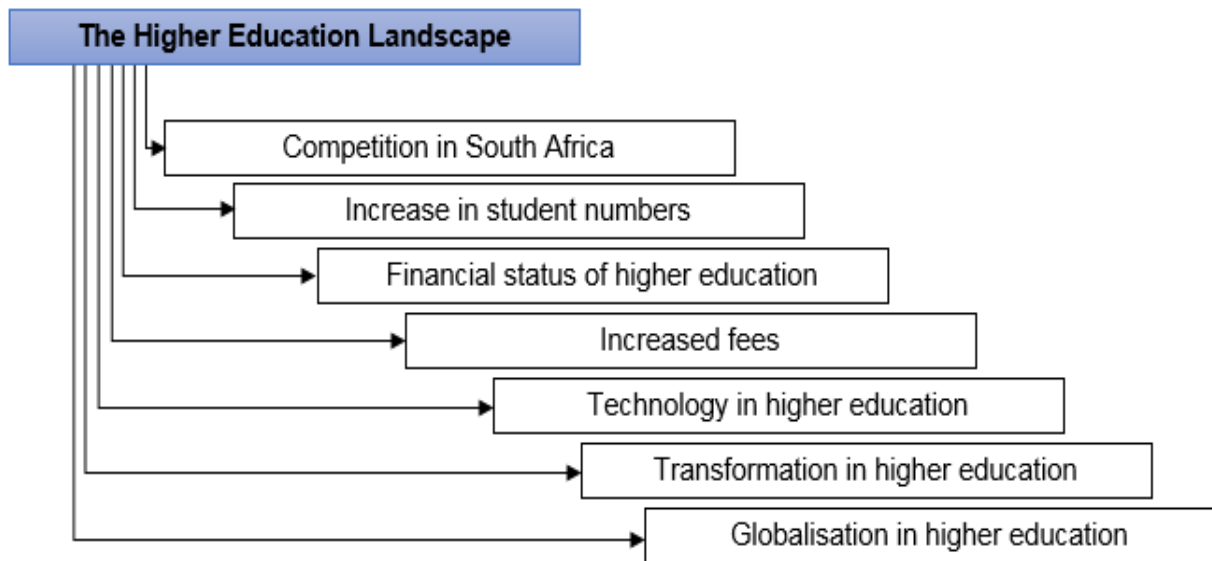 The Higher Education Landscape
Competition in South Africa
Increase in student numbers
Financial status of higher education
Increased fees
Technology in higher education
Transformation in higher education
Globalisation in higher education